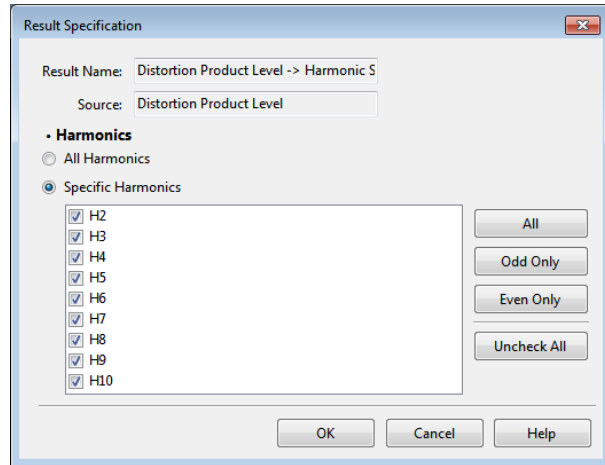 Result Specification
Result Name: Distortion Product Level -> Harmonic S
Source: Distortion Product Level
• Harmonics
All Harmonics
Specific Harmonics
H2
H3
H4
H5
H6
H7
H8
H9
H10
All
Odd Only
Even Only
Uncheck All
OK Cancel Help